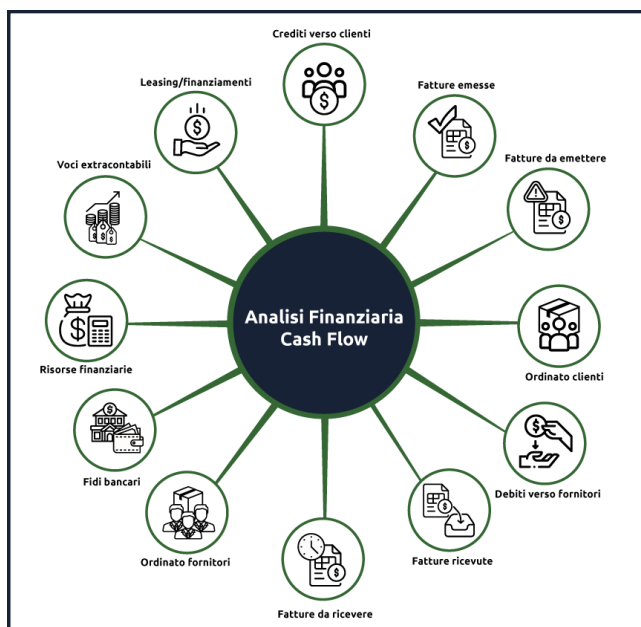 Crediti verso clienti
Leasing/finanziamenti
Fatture emesse
Voci extracontabili
Fatture da emettere
Analisi Finanziaria
Cash Flow
Risorse finanziarie
Ordinato clienti
Fidi bancari
Debiti verso fornitori
Ordinato fornitori
Fatture ricevute
Fatture da ricevere